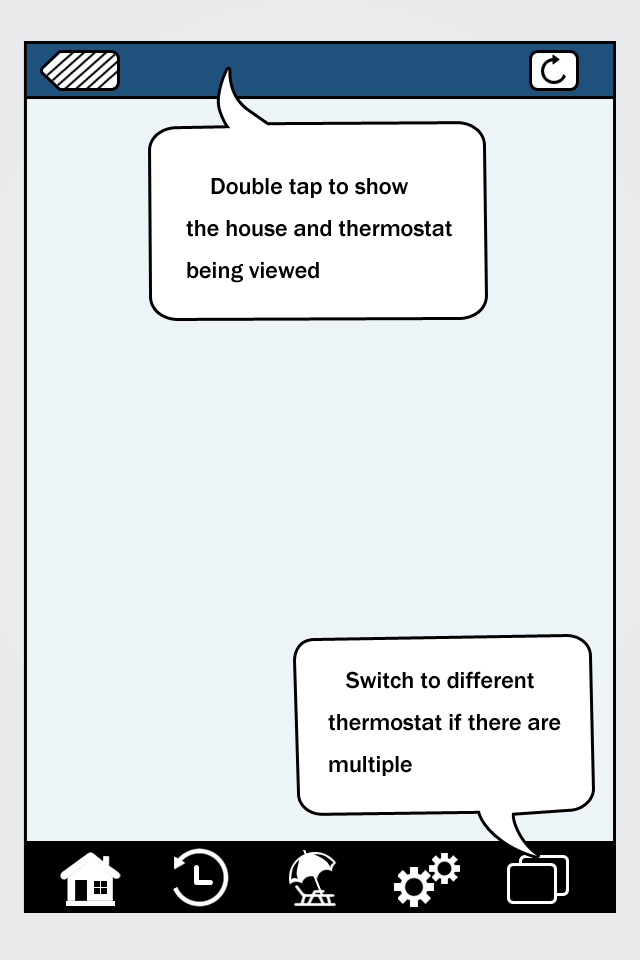 Double tap to show
the house and thermostat
being viewed
Switch to different
thermostat if there are
multiple